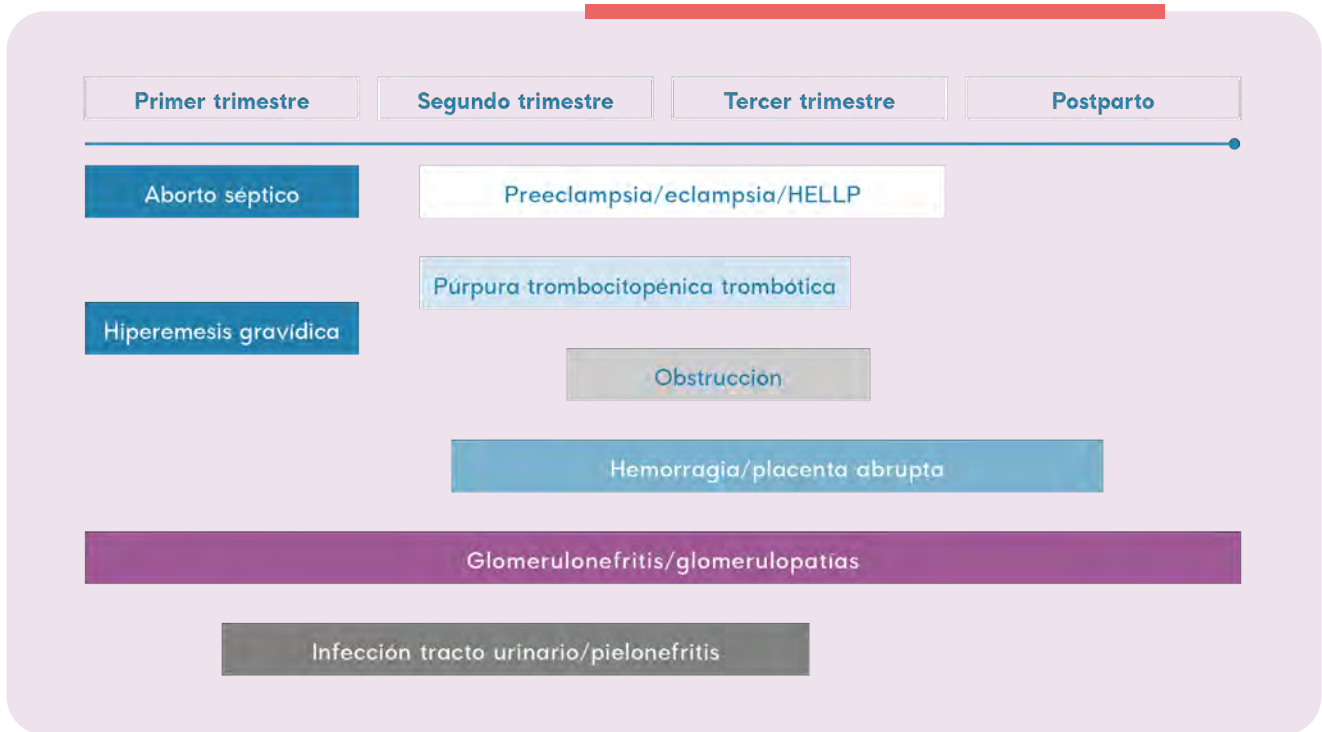 Primer trimestre
Segundo trimestre
Tercer trimestre
Postparto
Aborto séptico
Preeclampsia/eclampsia/HELLP
Púrpura trombocitopénica trombótica
Hiperemesis gravídica
Obstrucción
Hemorragia/placenta abrupta
Glomerulonefritis/glomerulopatías
Infección tracto urinario/pielonefritis